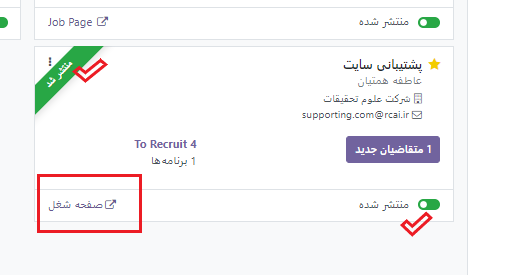 منتشر شده
Job Page
پشتیبانی سایت
منتشر شد
عاطفه همتیان
شرکت علوم تحقیقات
supporting.com@rcai.ir
1 متقاضیان جدید
To Recruit 4
1 برنامه‌ها
منتشر شده
صفحه شغل